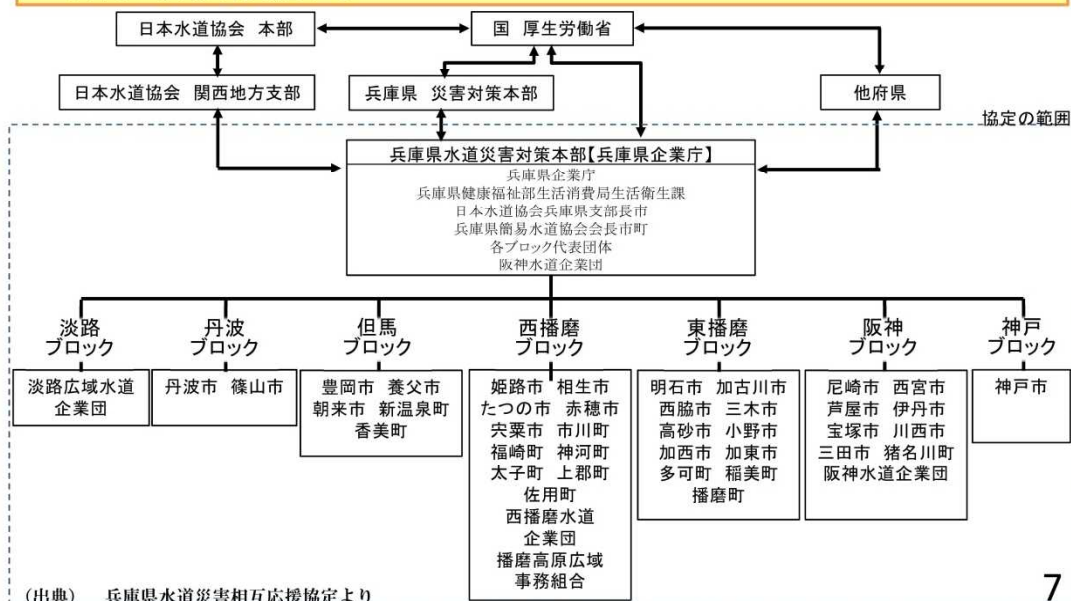 日本水道協会 本部
国 厚生労働省
日本水道協会 関西地方支部
兵庫県 災害対策本部
他府県
協定の範囲
兵庫県水道災害対策本部【兵庫県企業庁】
兵庫県企業庁
兵庫県健康福祉部生活消費局生活衛生課
日本水道協会兵庫県支部長市
兵庫県簡易水道協会会長市町
各ブロック代表団体
阪神水道企業団
淡路
ブロック
淡路広域水道
企業団
丹波
ブロック
丹波市 篠山市
但馬
ブロック
豊岡市 養父市
朝来市 新温泉町
香美町
西播磨
ブロック
姫路市 相生市
たつの市 赤穂市
宍粟市 市川町
福崎町 神河町
太子町 上郡町
佐用町
西播磨水道
企業団
播磨高原広域
事務組合
東播磨
ブロック
明石市 加古川市
西脇市 三木市
高砂市 小野市
加西市 加東市
多可町 稲美町
播磨町
阪神
ブロック
尼崎市 西宮市
芦屋市 伊丹市
宝塚市 川西市
三田市 猪名川町
阪神水道企業団
神戸
ブロック
神戸市
(出典) 兵庫県水道災害相互応援協定より
7